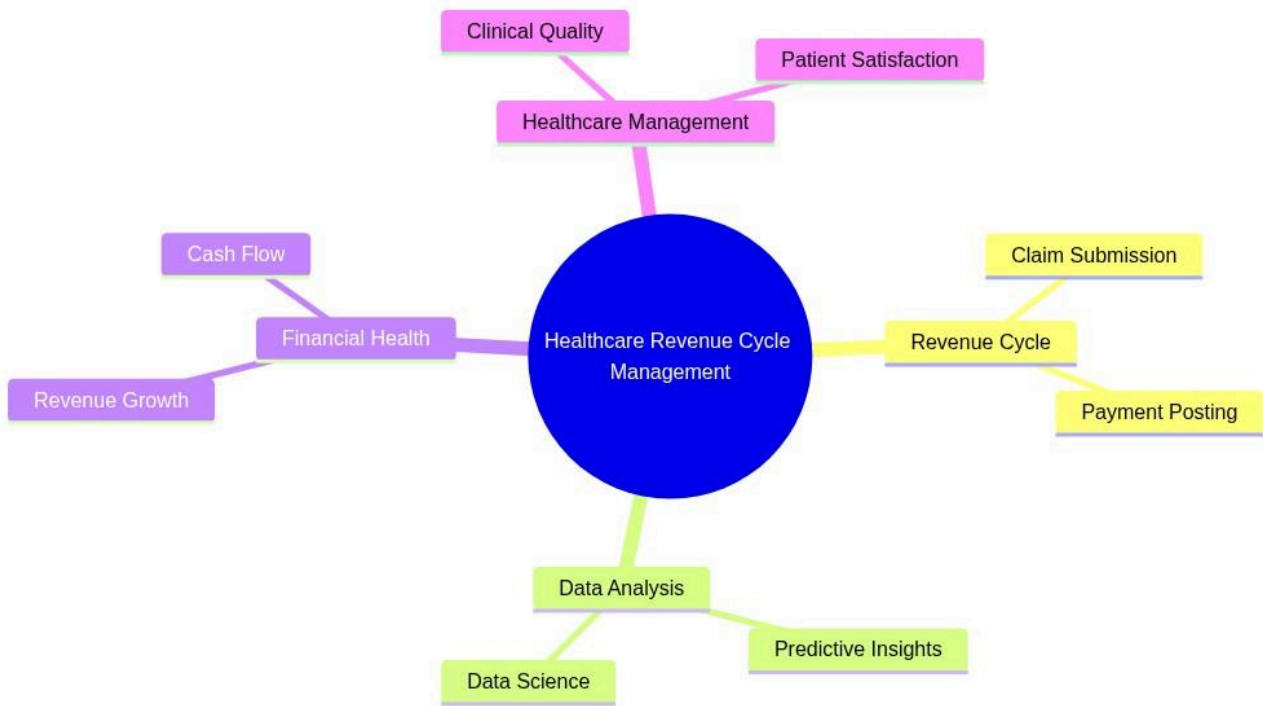 Clinical Quality
Patient Satisfaction
Healthcare Management
Cash Flow
Claim Submission
Financial Health
Healthcare Revenue Cycle
Management
Revenue Cycle
Revenue Growth
Payment Posting
Data Analysis
Predictive Insights
Data Science